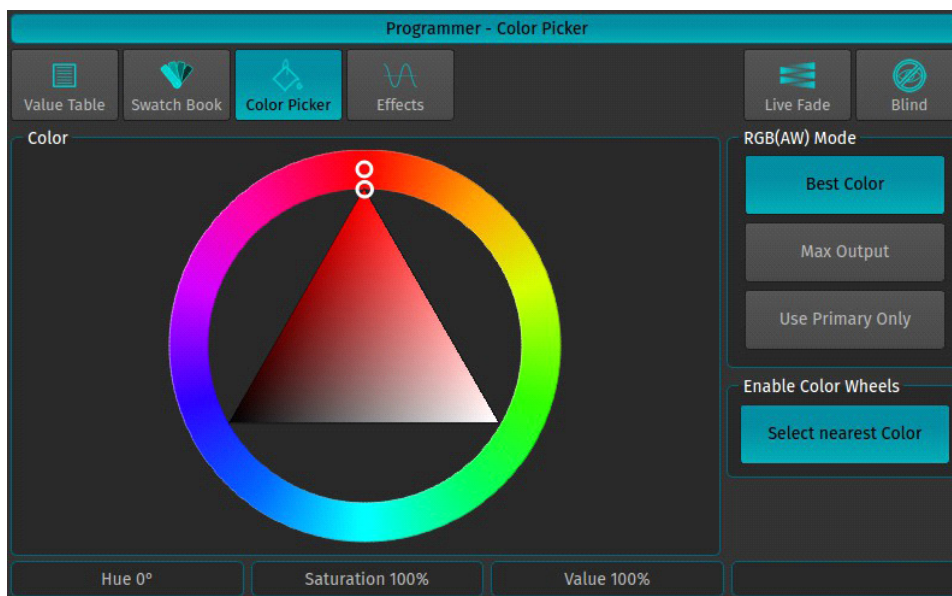 Programmer - Color Picker
Value Table
Swatch Book
Color Picker
Effects
Live Fade
Blind
Color
RGB(AW) Mode
Best Color
Max Output
Use Primary Only
Enable Color Wheels
Select nearest Color
Hue 0°
Saturation 100%
Value 100%